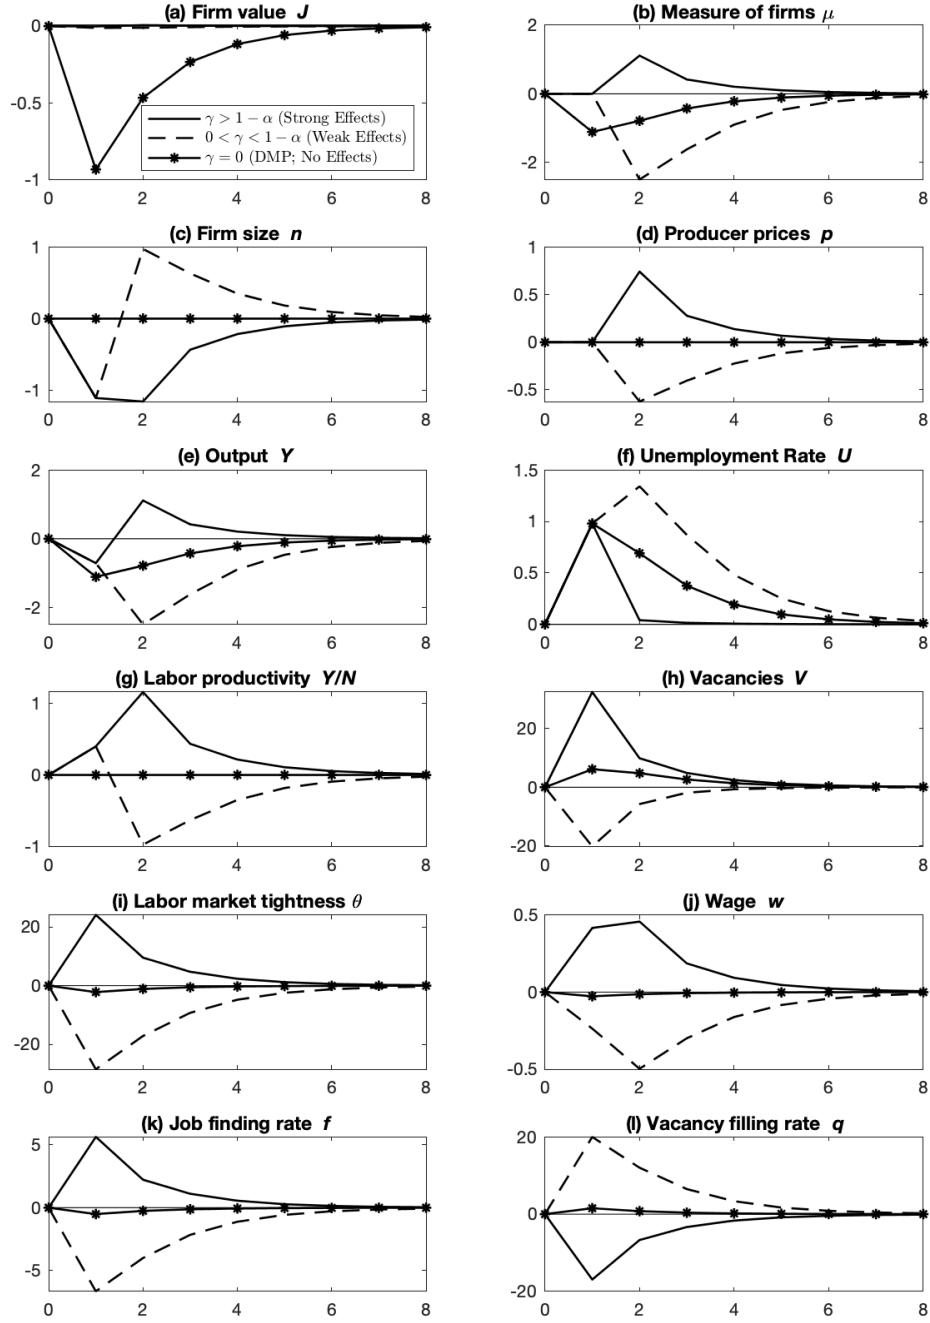 (a) Firm value J
0
-0.5
-1
γ > 1 − α (Strong Effects)
0 < γ < 1 − α (Weak Effects)
γ = 0 (DMP; No Effects)
0 2 4 6 8
(b) Measure of firms μ
2
0
-2
0 2 4 6 8
(c) Firm size n
1
0
-1
0 2 4 6 8
(d) Producer prices p
1
0.5
0
-0.5
0 2 4 6 8
(e) Output Y
2
0
-2
0 2 4 6 8
(f) Unemployment Rate U
1.5
1
0.5
0
0 2 4 6 8
(g) Labor productivity Y/N
1
0
-1
0 2 4 6 8
(h) Vacancies V
20
0
-20
0 2 4 6 8
(i) Labor market tightness θ
20
0
-20
0 2 4 6 8
(j) Wage w
0.5
0
-0.5
0 2 4 6 8
(k) Job finding rate f
5
0
-5
0 2 4 6 8
(l) Vacancy filling rate q
20
0
-20
0 2 4 6 8